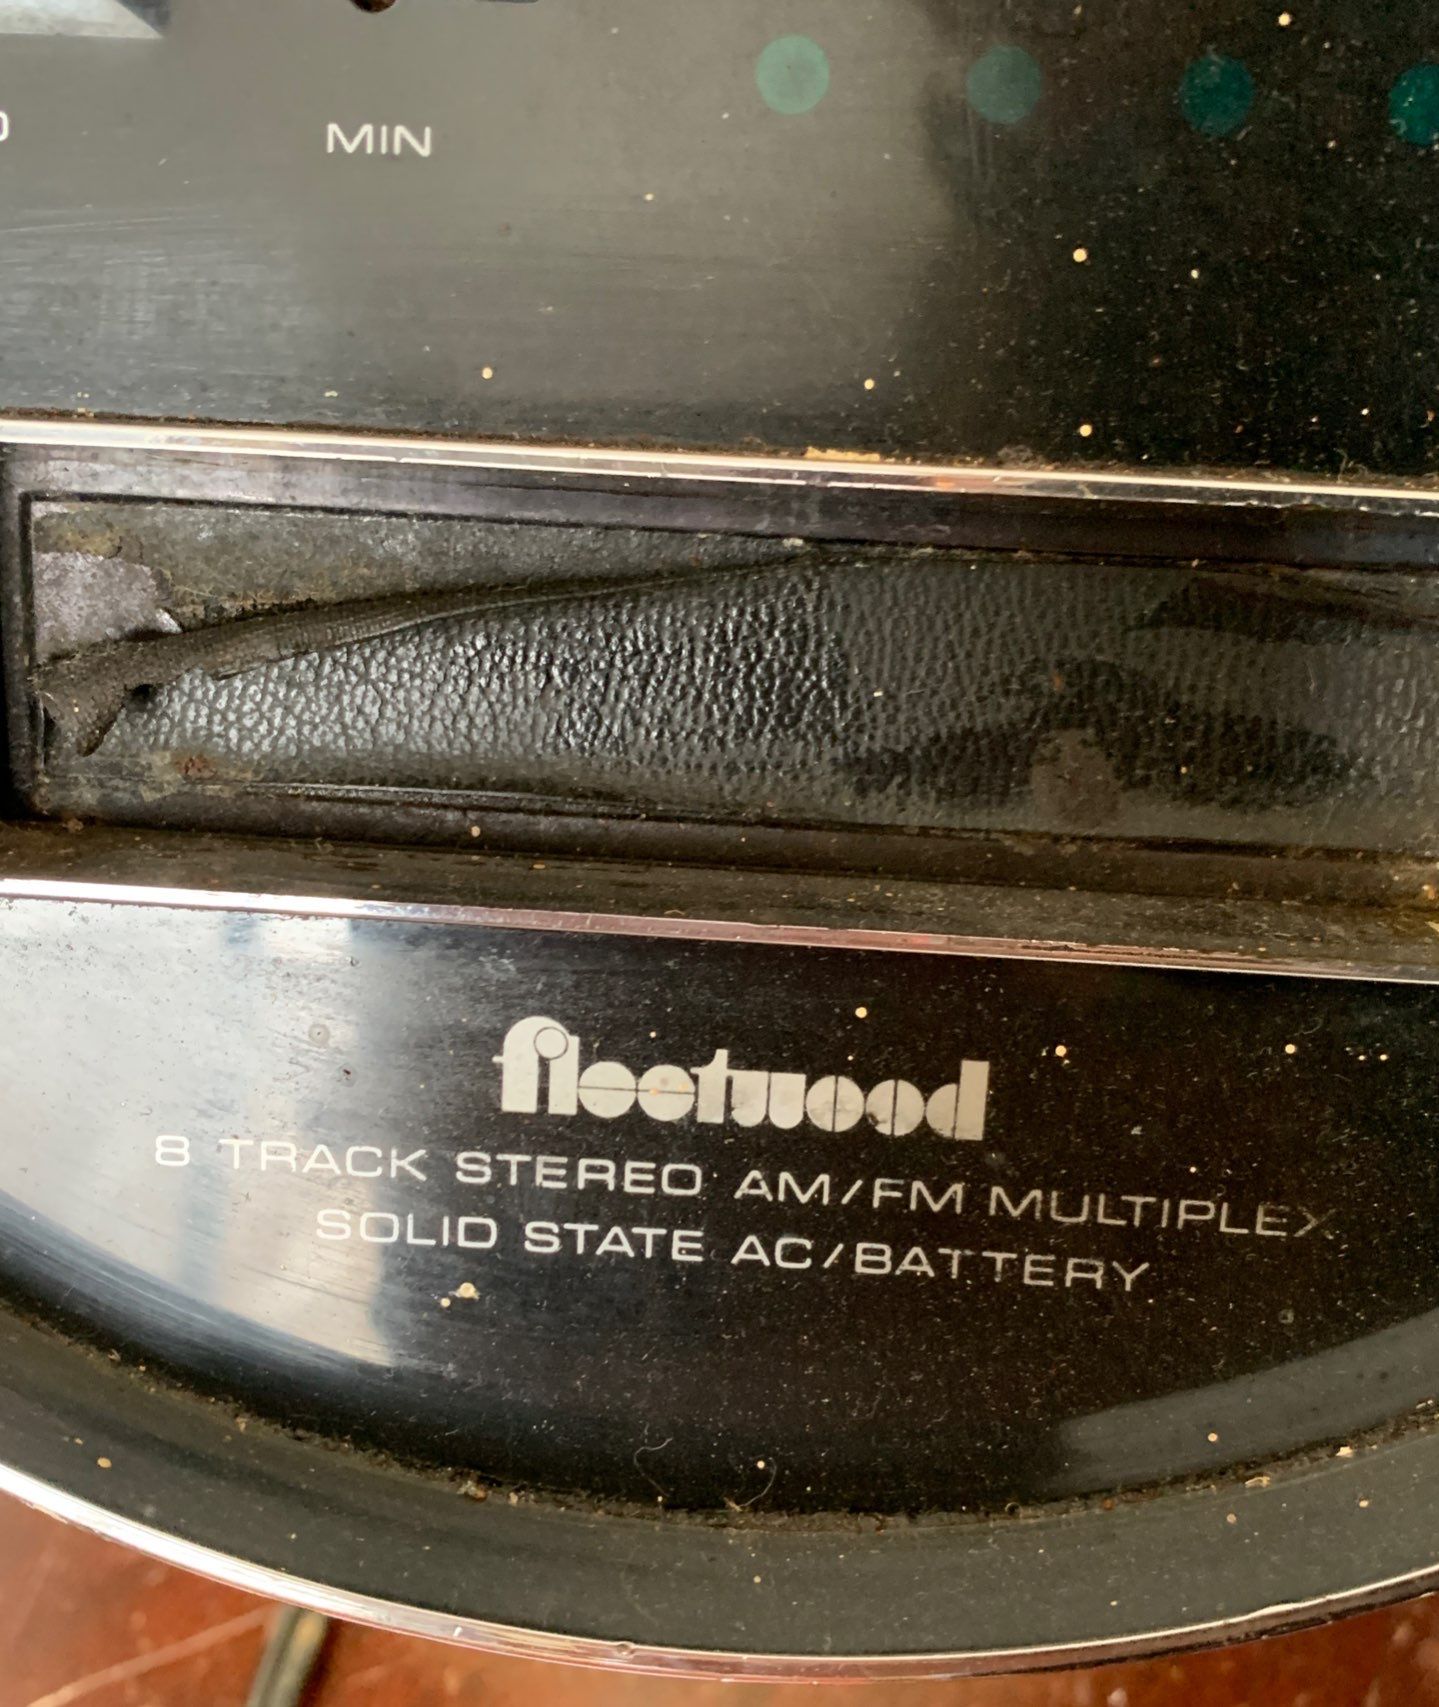 MIN
fleetwood
8 TRACK STEREO AM/FM MULTIPLEX
SOLID STATE AC/BATTERY